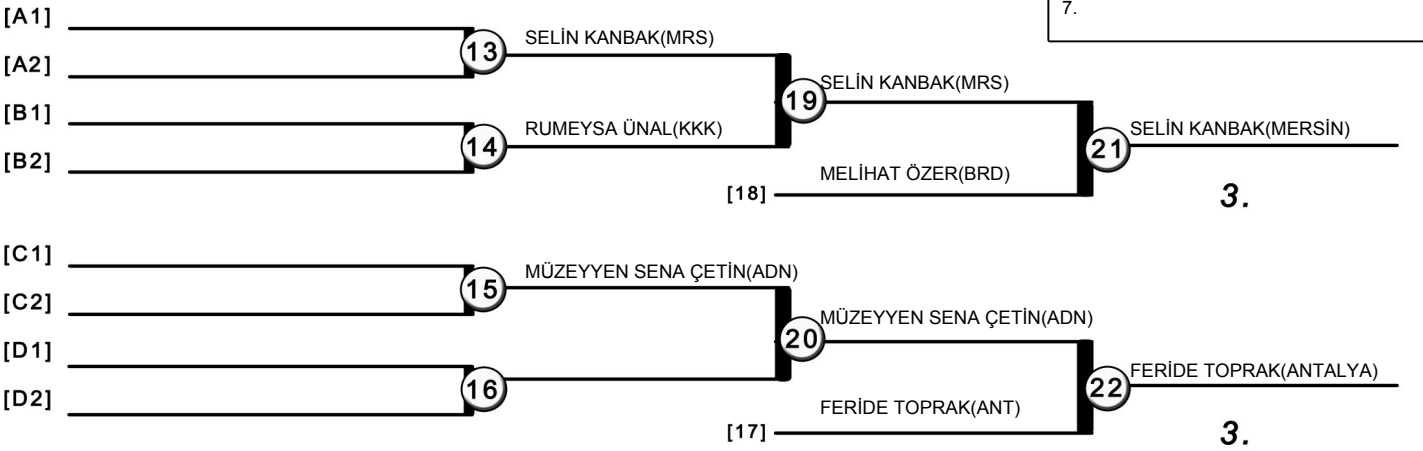 7.
[A1]
13
SELİN KANBAK(MRS)
[A2]
19
SELİN KANBAK(MRS)
[B1]
14
RUMEYSA ÜNAL(KKK)
21
SELİN KANBAK(MERSİN)
[B2]
[18]
MELİHAT ÖZER(BRD)
3.
[C1]
15
MÜZEYYEN SENA ÇETİN(ADN)
[C2]
20
MÜZEYYEN SENA ÇETİN(ADN)
[D1]
16
22
FERİDE TOPRAK(ANTALYA)
[D2]
[17]
FERİDE TOPRAK(ANT)
3.